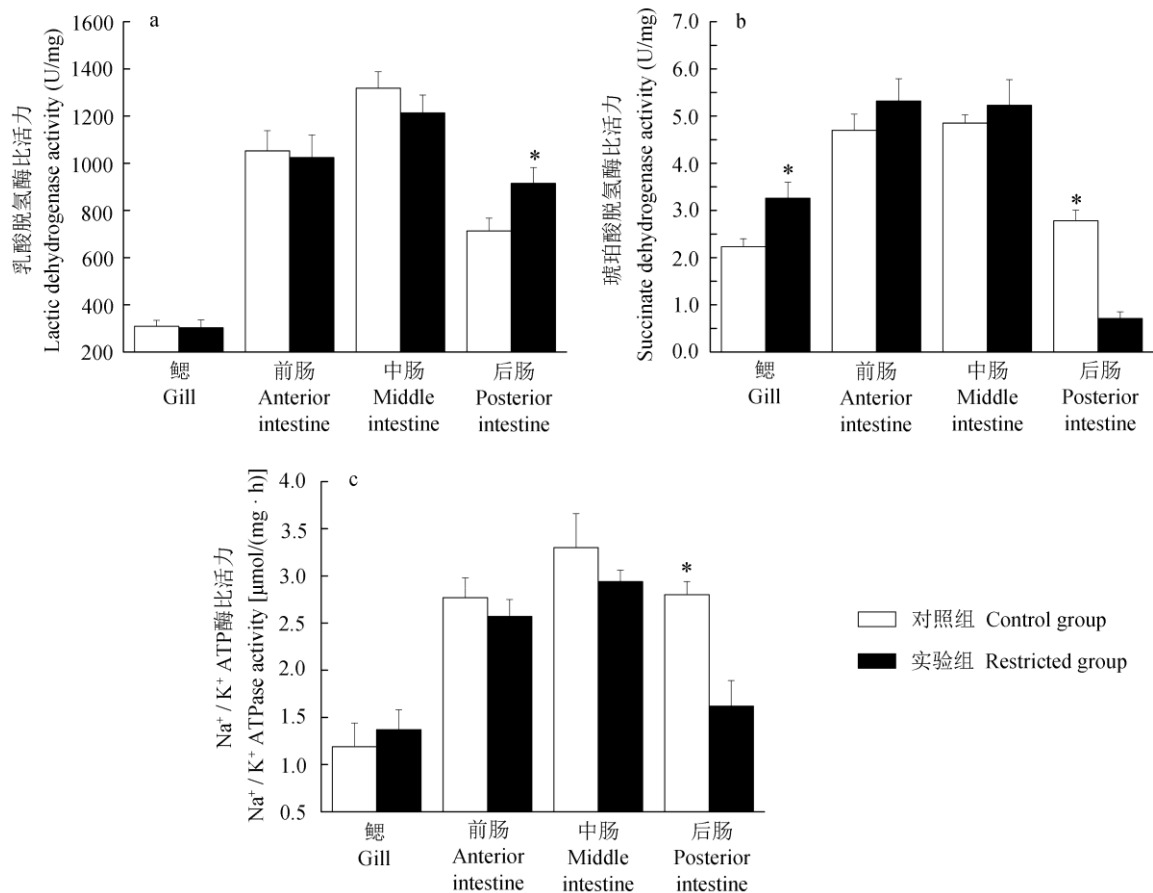 a
乳酸脱氢酶比活力
Lactic dehydrogenase activity (U/mg)
1600
1400
1200
1000
800
600
400
200
*
鳃
Gill
前肠
Anterior
intestine
中肠
Middle
intestine
后肠
Posterior
intestine
b
琥珀酸脱氢酶比活力
Succinate dehydrogenase activity (U/mg)
7.0
6.0
5.0
4.0
3.0
2.0
1.0
0.0
*
*
鳃
Gill
前肠
Anterior
intestine
中肠
Middle
intestine
后肠
Posterior
intestine
c
Na⁺ / K⁺ ATP酶比活力
Na⁺ / K⁺ ATPase activity [μmol/(mg · h)]
4.0
3.5
3.0
2.5
2.0
1.5
1.0
0.5
*
鳃
Gill
前肠
Anterior
intestine
中肠
Middle
intestine
后肠
Posterior
intestine
对照组 Control group
实验组 Restricted group